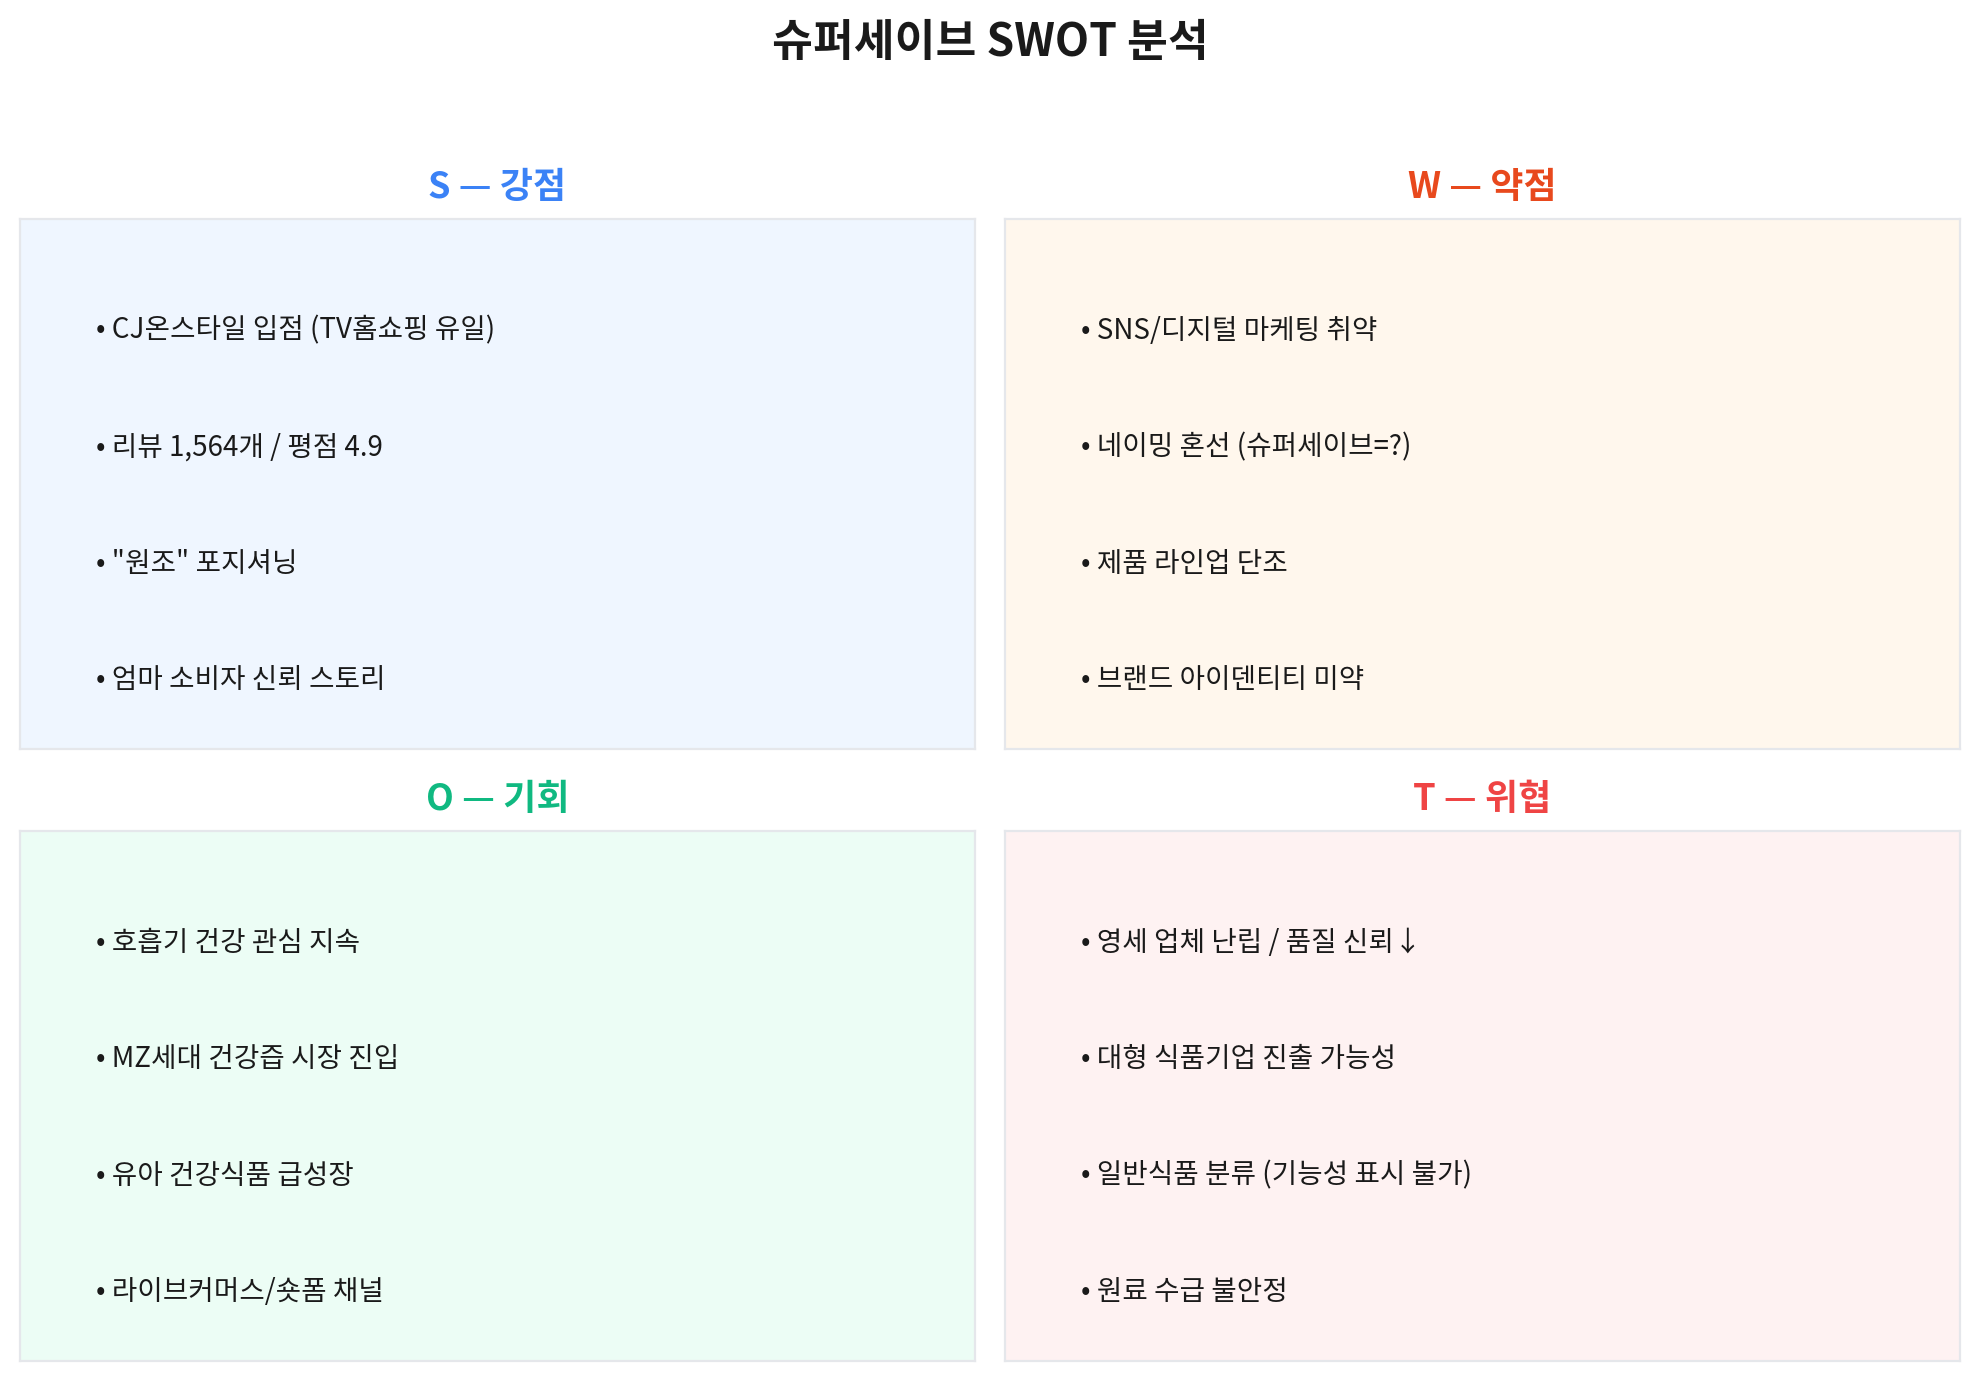 슈퍼세이브 SWOT 분석
S — 강점
• CJ온스타일 입점 (TV홈쇼핑 유일)
• 리뷰 1,564개 / 평점 4.9
• "원조" 포지셔닝
• 엄마 소비자 신뢰 스토리
W — 약점
• SNS/디지털 마케팅 취약
• 네이밍 혼선 (슈퍼세이브=?)
• 제품 라인업 단조
• 브랜드 아이덴티티 미약
O — 기회
• 호흡기 건강 관심 지속
• MZ세대 건강즙 시장 진입
• 유아 건강식품 급성장
• 라이브커머스/숏폼 채널
T — 위협
• 영세 업체 난립 / 품질 신뢰↓
• 대형 식품기업 진출 가능성
• 일반식품 분류 (기능성 표시 불가)
• 원료 수급 불안정